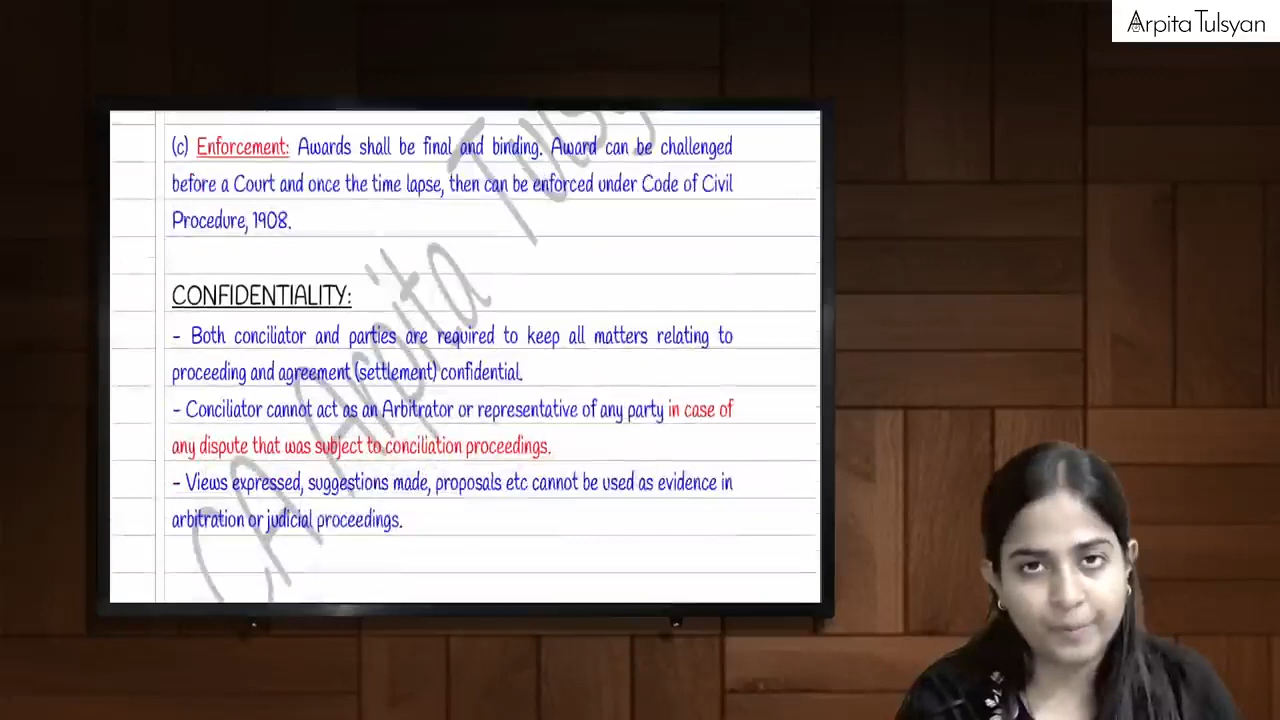 Arpita Tulsyan
(c) Enforcement: Awards shall be final and binding. Award can be challenged
before a Court and once the time lapse, then can be enforced under Code of Civil
Procedure, 1908.
CONFIDENTIALITY:
- Both conciliator and parties are required to keep all matters relating to
proceeding and agreement (settlement) confidential.
- Conciliator cannot act as an Arbitrator or representative of any party in case of
any dispute that was subject to conciliation proceedings.
- Views expressed, suggestions made, proposals etc cannot be used as evidence in
arbitration or judicial proceedings.
CA Arpita Tulsy